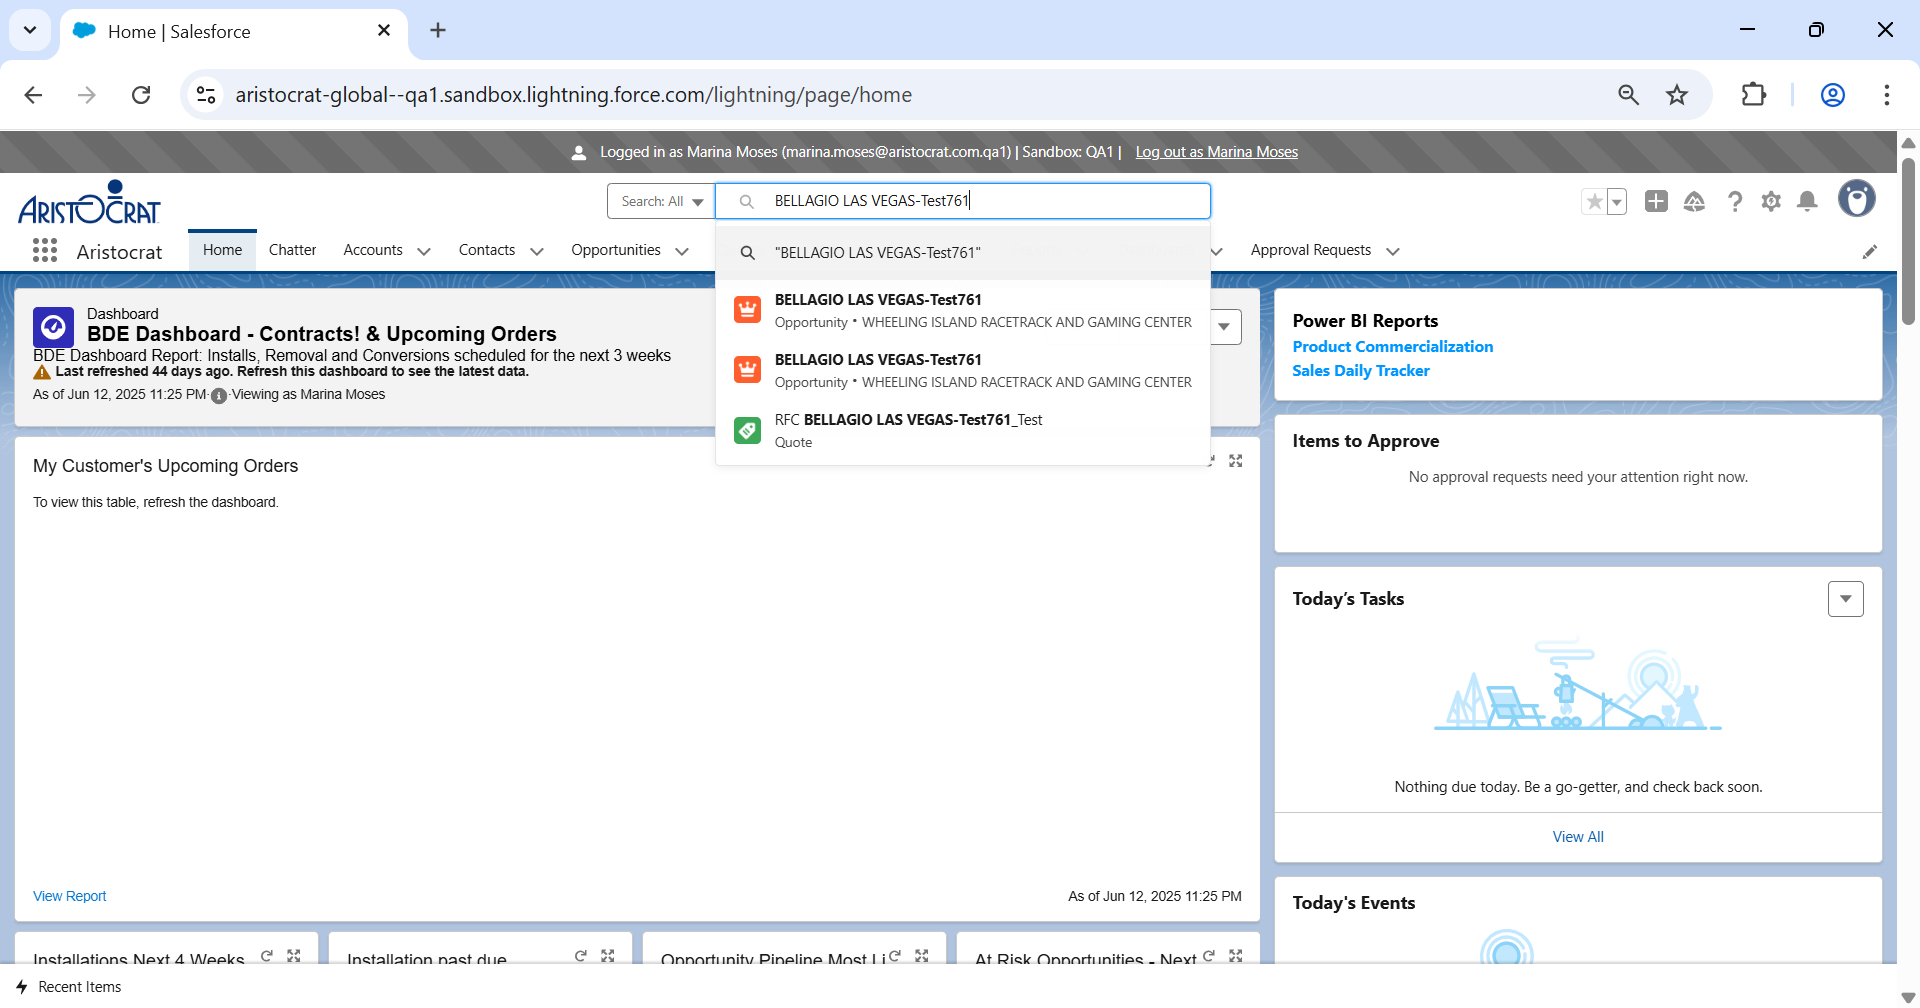 Home | Salesforce
aristocrat-global--qa1.sandbox.lightning.force.com/lightning/page/home
Logged in as Marina Moses (marina.moses@aristocrat.com.qa1) | Sandbox: QA1 | Log out as Marina Moses
ARISTOCRAT
Search: All
BELLAGIO LAS VEGAS-Test761
Aristocrat
Home
Chatter
Accounts
Contacts
Opportunities
Approval Requests
"BELLAGIO LAS VEGAS-Test761"
BELLAGIO LAS VEGAS-Test761
Opportunity • WHEELING ISLAND RACETRACK AND GAMING CENTER
BELLAGIO LAS VEGAS-Test761
Opportunity • WHEELING ISLAND RACETRACK AND GAMING CENTER
RFC BELLAGIO LAS VEGAS-Test761_Test
Quote
Dashboard
BDE Dashboard - Contracts! & Upcoming Orders
BDE Dashboard Report: Installs, Removal and Conversions scheduled for the next 3 weeks
Last refreshed 44 days ago. Refresh this dashboard to see the latest data.
As of Jun 12, 2025 11:25 PM·Viewing as Marina Moses
My Customer's Upcoming Orders
To view this table, refresh the dashboard.
View Report
As of Jun 12, 2025 11:25 PM
Installations Next 4 Weeks
Installation past due
Opportunity Pipeline Most Li
At Risk Opportunities - Next
Power BI Reports
Product Commercialization
Sales Daily Tracker
Items to Approve
No approval requests need your attention right now.
Today’s Tasks
Nothing due today. Be a go-getter, and check back soon.
View All
Today's Events
Recent Items